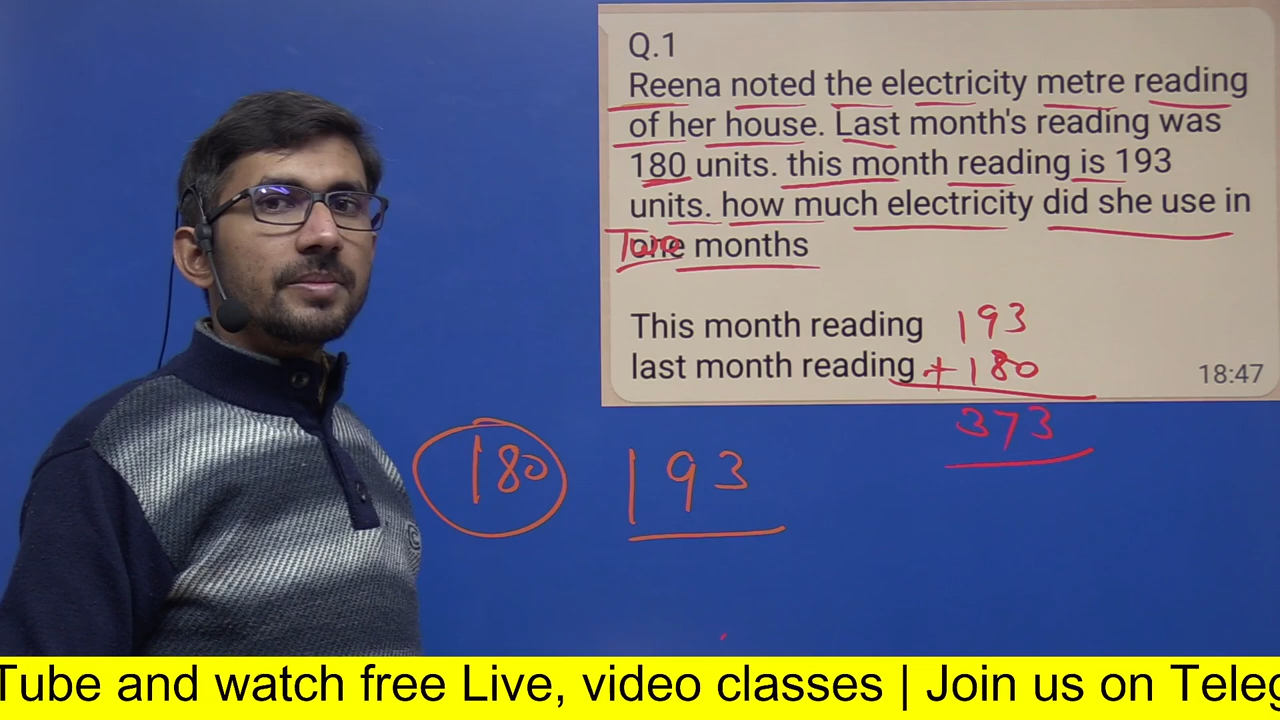 Q.1
Reena noted the electricity metre reading
of her house. Last month's reading was
180 units. this month reading is 193
units. how much electricity did she use in
Two
one months
This month reading 193
last month reading + 180
18:47
373
180 193
Tube and watch free Live, video classes | Join us on Teleg